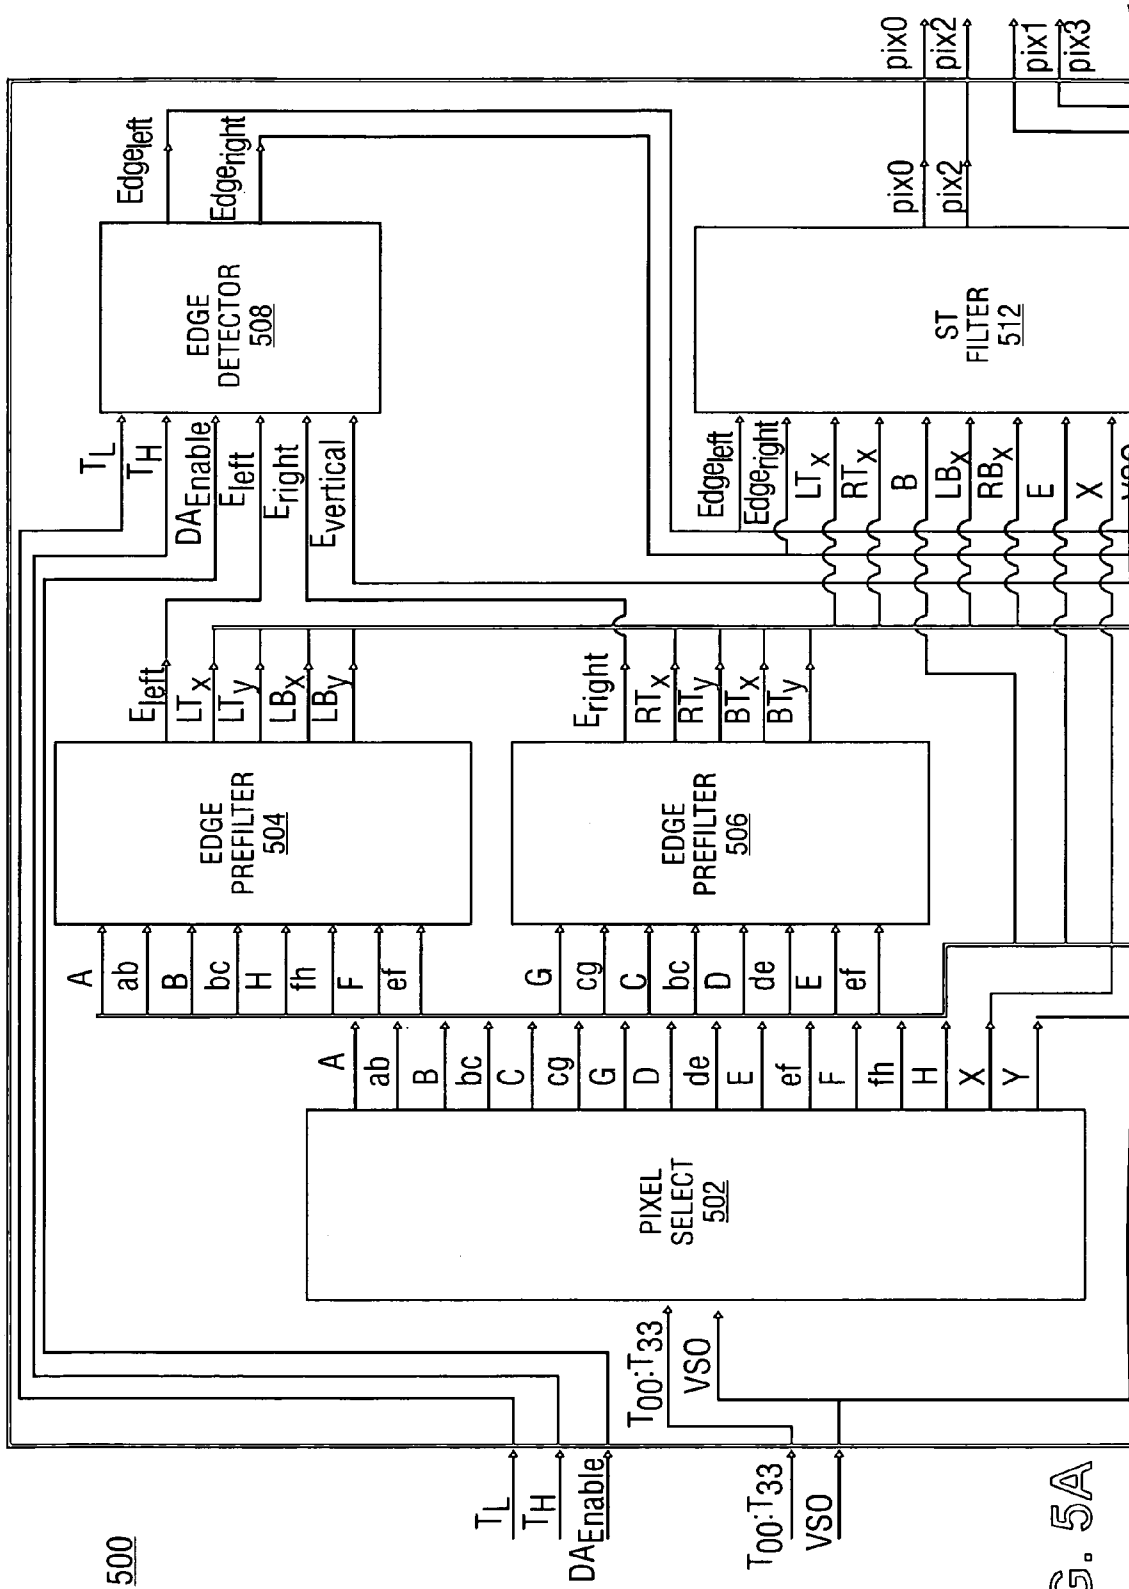 500
TL
TH
DAEnable
T00:T33
VSO
T00:T33
VSO
PIXEL
SELECT
502
A
ab
B
bc
C
cg
G
D
de
E
ef
F
fh
H
X
Y
A
ab
B
bc
H
fh
F
ef
EDGE
PREFILTER
504
Eleft
LTx
LTy
LBx
LBy
G
cg
C
bc
D
de
E
ef
EDGE
PREFILTER
506
Eright
RTx
RTy
BTx
BTy
TL
TH
DAEnable
Eleft
Eright
Evertical
EDGE
DETECTOR
508
Edgeleft
Edgeright
Edgeleft
Edgeright
LTx
RTx
B
LBx
RBx
E
X
VSO
ST
FILTER
512
pix0
pix2
pix0
pix2
pix1
pix3
G. 5A